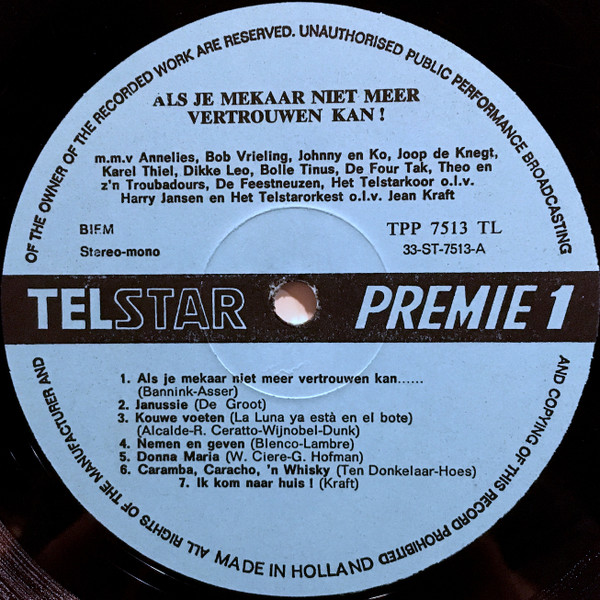 OF THE OWNER OF THE RECORDED WORK ARE RESERVED. UNAUTHORISED PUBLIC PERFORMANCE BROADCASTING
ALS JE MEKAAR NIET MEER
VERTROUWEN KAN!
m.m.v Annelies, Bob Vrieling, Johnny en Ko, Joop de Knegt,
Karel Thiel, Dikke Leo, Bolle Tinus, De Four Tak, Theo en
z'n Troubadours, De Feestneuzen, Het Telstarkoor o.l.v.
Harry Jansen en Het Telstarorkest o.l.v. Jean Kraft
BIEM
TPP 7513 TL
Stereo-mono
33-ST-7513-A
TELSTAR
PREMIE 1
1. Als je mekaar niet meer vertrouwen kan......
(Bannink-Asser)
2. Janussie (De Groot)
3. Kouwe voeten (La Luna ya està en el bote)
(Alcalde-R. Ceratto-Wijnobel-Dunk)
4. Nemen en geven (Blenco-Lambre)
5. Donna Maria (W. Ciere-G. Hofman)
6. Caramba, Caracho, 'n Whisky (Ten Donkelaar-Hoes)
7. Ik kom naar huis! (Kraft)
AND COPYING OF THIS RECORD PROHIBITED
MADE IN HOLLAND
ALL RIGHTS OF THE MANUFACTURER AND